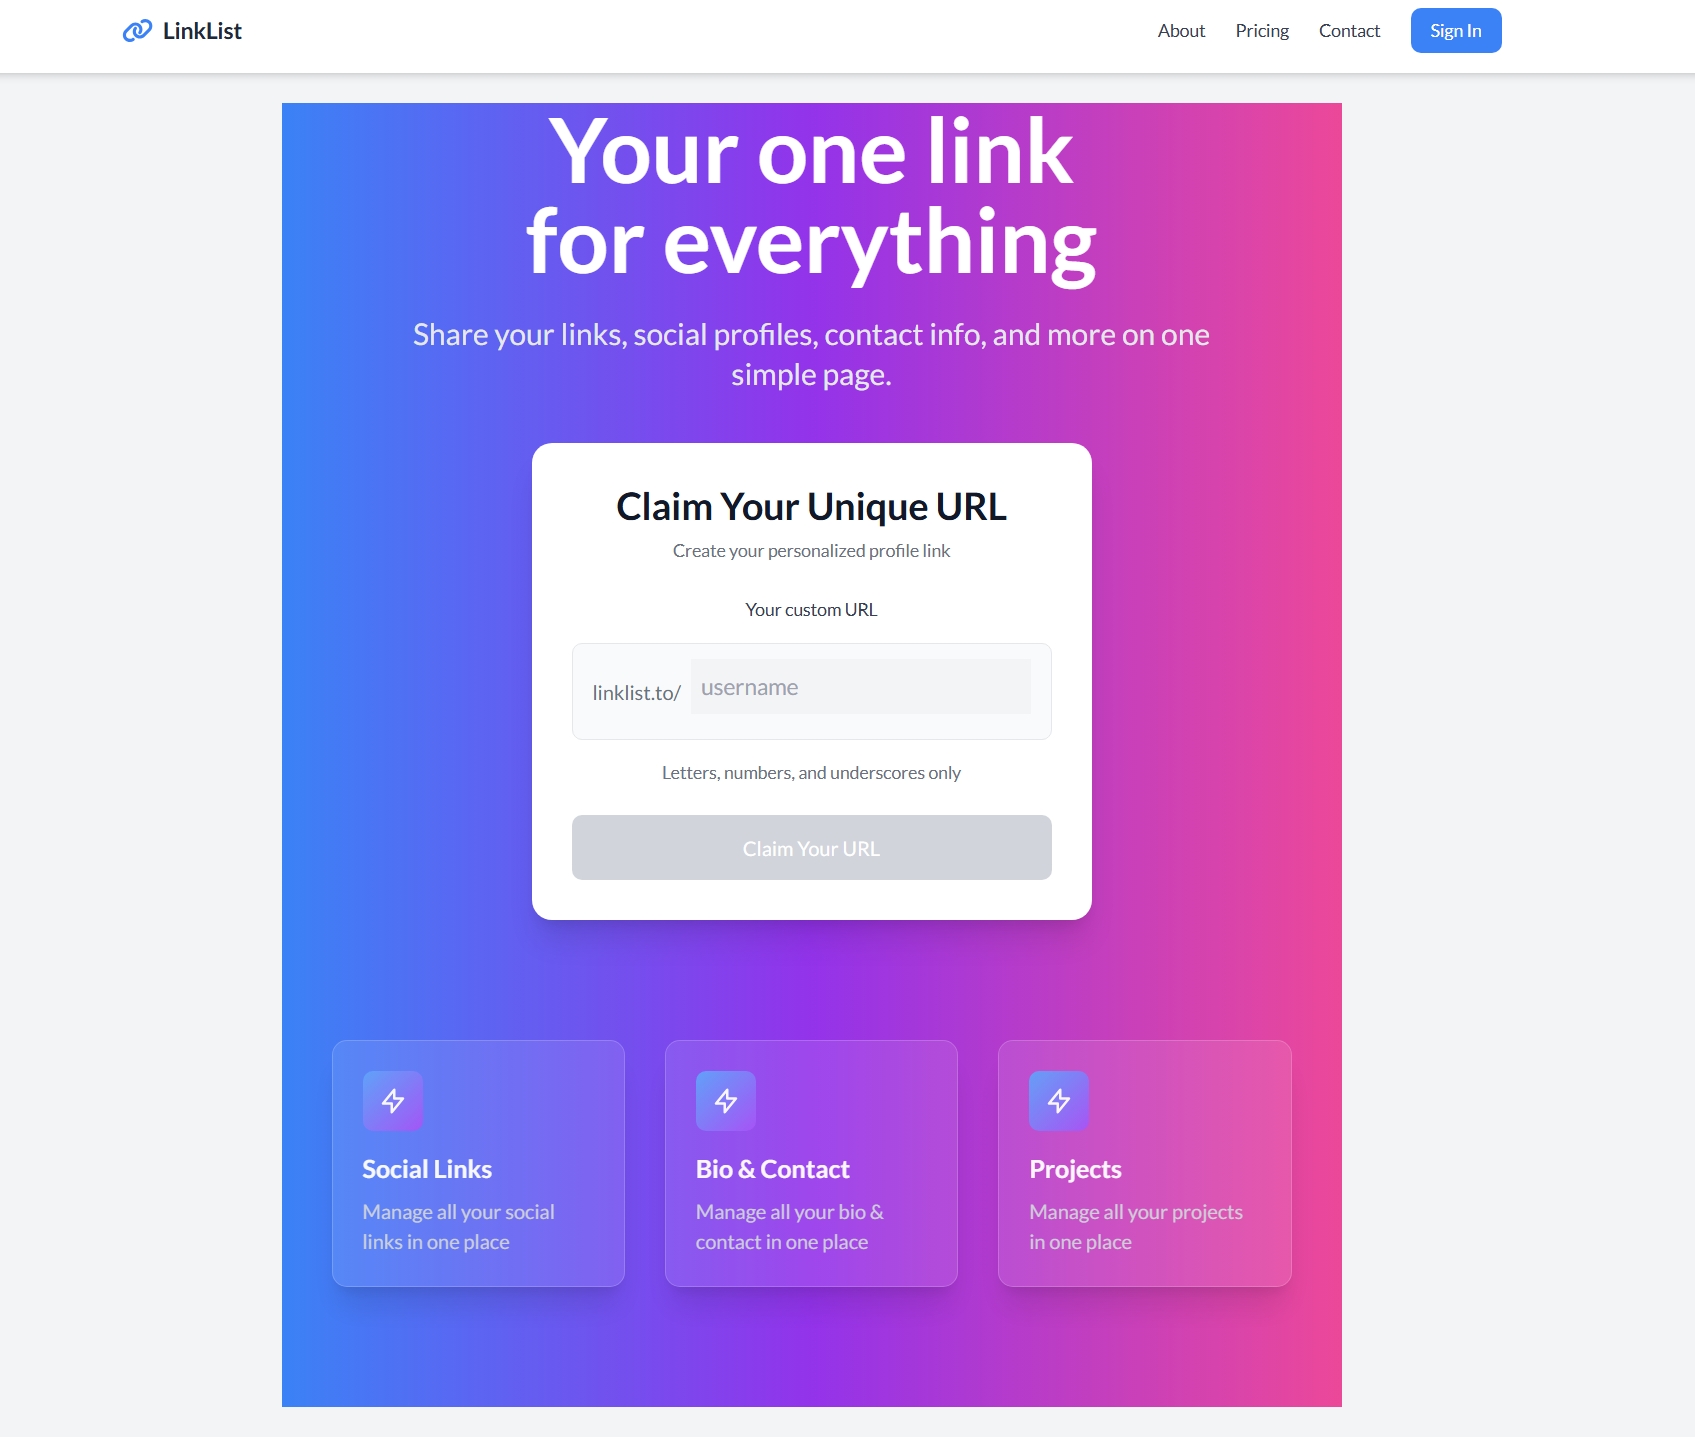 LinkList
About
Pricing
Contact
Sign In
Your one link
for everything
Share your links, social profiles, contact info, and more on one
simple page.
Claim Your Unique URL
Create your personalized profile link
Your custom URL
linklist.to/
username
Letters, numbers, and underscores only
Claim Your URL
Social Links
Manage all your social
links in one place
Bio & Contact
Manage all your bio &
contact in one place
Projects
Manage all your projects
in one place